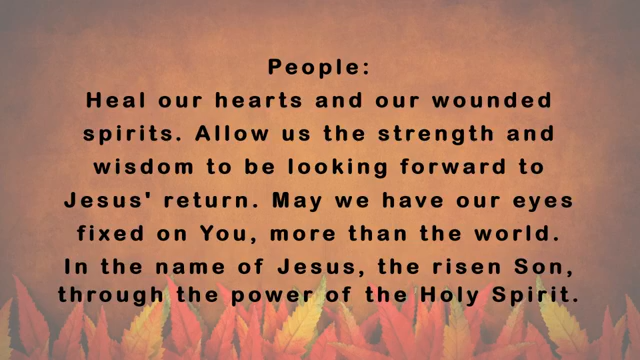 People:
Heal our hearts and our wounded
spirits. Allow us the strength and
wisdom to be looking forward to
Jesus' return. May we have our eyes
fixed on You, more than the world.
In the name of Jesus, the risen Son,
through the power of the Holy Spirit.